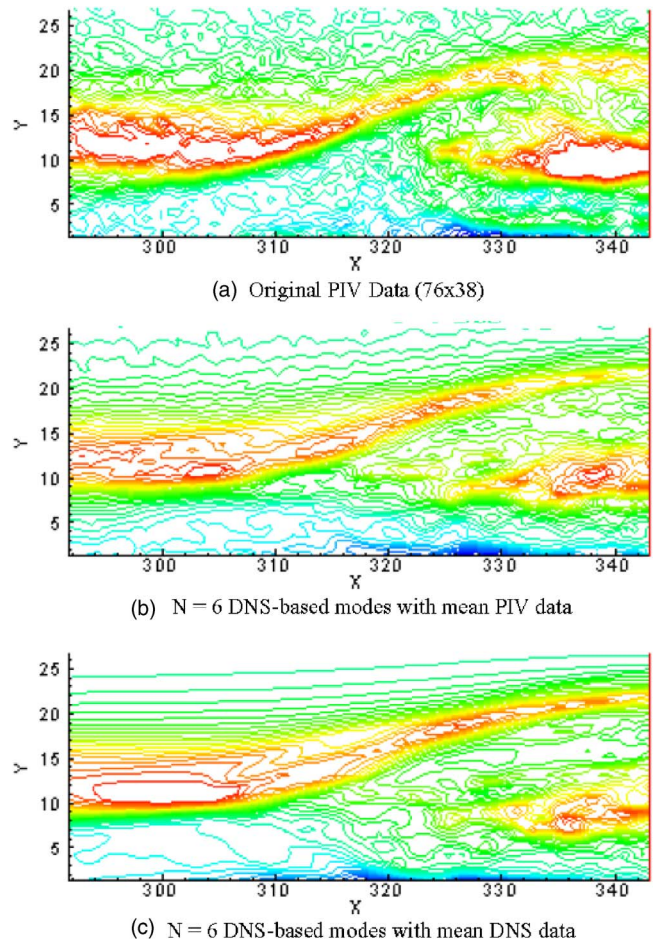 25
20
15
10
5
Y
300 310 320 330 340
X
(a) Original PIV Data (76x38)
25
20
15
10
5
Y
300 310 320 330 340
X
(b) N = 6 DNS-based modes with mean PIV data
25
20
15
10
5
Y
300 310 320 330 340
X
(c) N = 6 DNS-based modes with mean DNS data